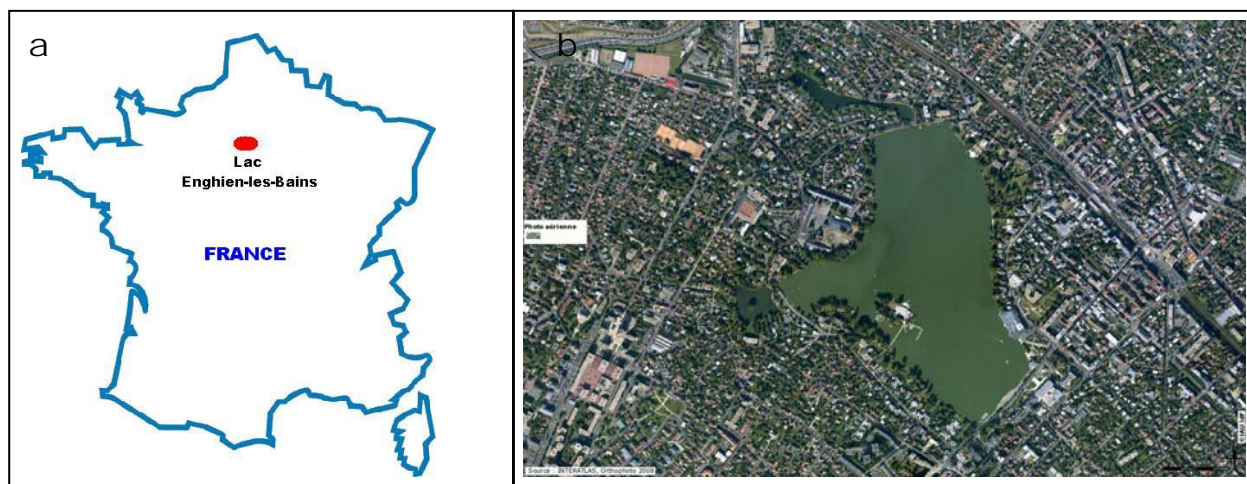 a
Lac
Enghien-les-Bains
FRANCE
b
Photo aérienne
Source : INTERATLAS, Orthophoto 2008